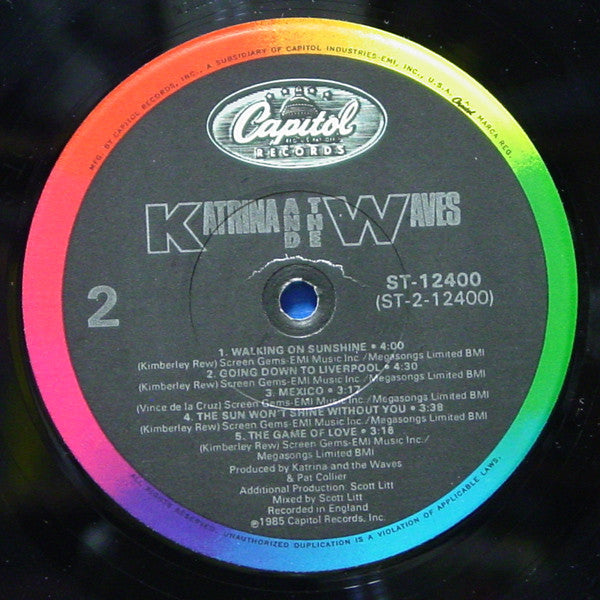 MFG. BY CAPITOL RECORDS, INC., A SUBSIDIARY OF CAPITOL INDUSTRIES-EMI, INC., U.S.A. Capitol MARCA REG.
Capitol
RECORDS
KATRINA AND THE WAVES
2
ST-12400
(ST-2-12400)
1. WALKING ON SUNSHINE • 4:00
(Kimberley Rew) Screen Gems-EMI Music Inc./Megasongs Limited BMI
2. GOING DOWN TO LIVERPOOL • 4:30
(Kimberley Rew) Screen Gems-EMI Music Inc./Megasongs Limited BMI
3. MEXICO • 3:17
(Vince de la Cruz) Screen Gems-EMI Music Inc./Megasongs Limited BMI
4. THE SUN WON'T SHINE WITHOUT YOU • 3:38
(Kimberley Rew) Screen Gems-EMI Music Inc./Megasongs Limited BMI
5. THE GAME OF LOVE • 3:18
(Kimberley Rew) Screen Gems-EMI Music Inc./
Megasongs Limited BMI
Produced by Katrina and the Waves
& Pat Collier
Additional Production: Scott Litt
Mixed by Scott Litt
Recorded in England
℗1985 Capitol Records, Inc.
ALL RIGHTS RESERVED. UNAUTHORIZED DUPLICATION IS A VIOLATION OF APPLICABLE LAWS.